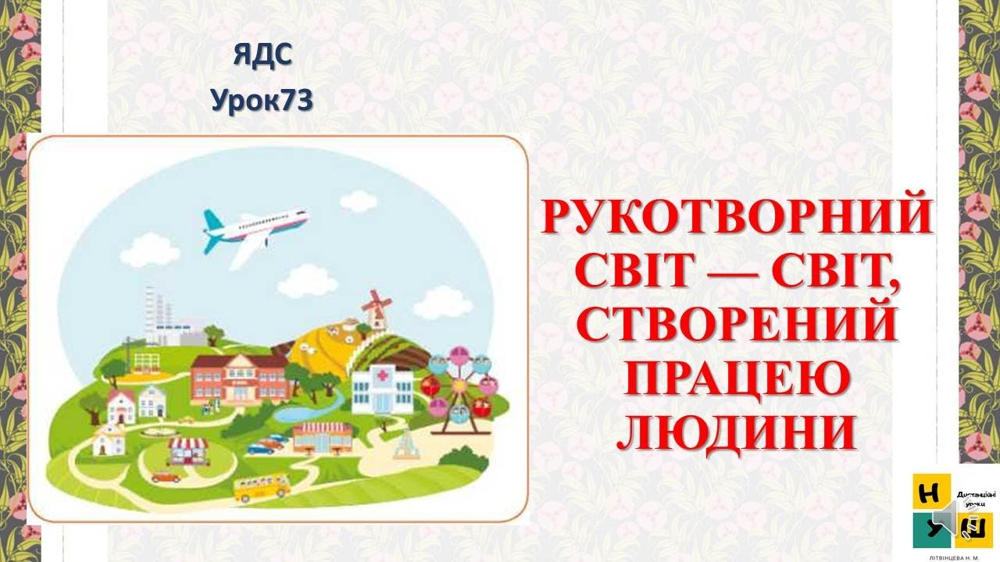 ЯДС
Урок73
РУКОТВОРНИЙ
СВІТ — СВІТ,
СТВОРЕНИЙ
ПРАЦЕЮ
ЛЮДИНИ
Н
Дистанційні
уроки
У Ш
ЛІТВІНЦЕВА Н. М.